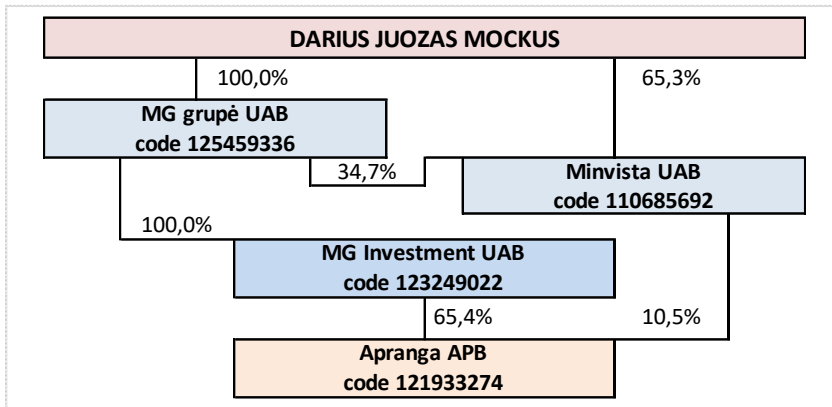 DARIUS JUOZAS MOCKUS
100,0%
65,3%
MG grupė UAB
code 125459336
34,7%
Minvista UAB
code 110685692
100,0%
MG Investment UAB
code 123249022
65,4%
10,5%
Apranga APB
code 121933274